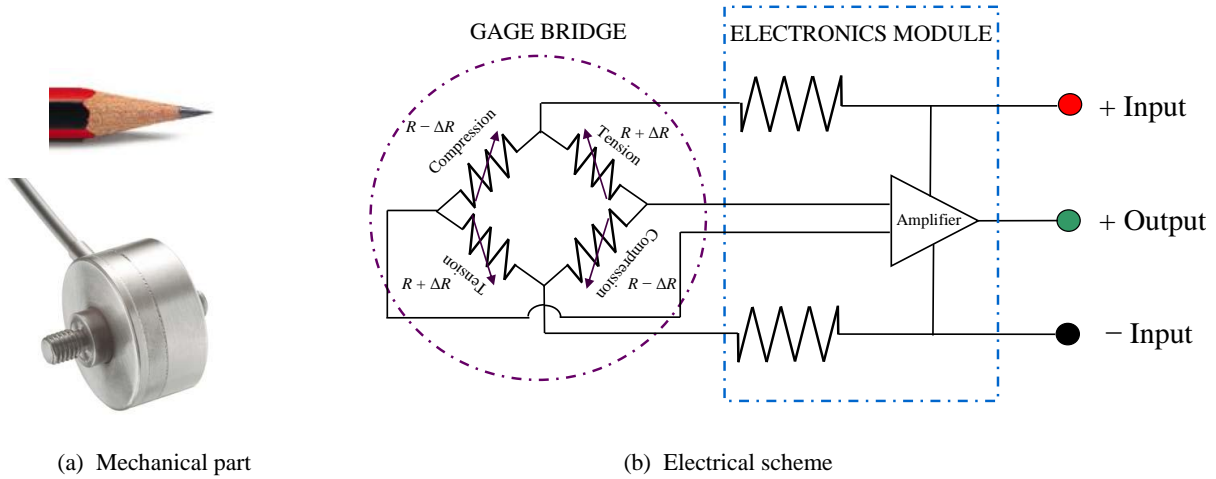 GAGE BRIDGE
ELECTRONICS MODULE
R − ΔR
Compression
Tension
R + ΔR
+ Input
Amplifier
+ Output
R + ΔR
Tension
Compression
R − ΔR
− Input
(a) Mechanical part
(b) Electrical scheme